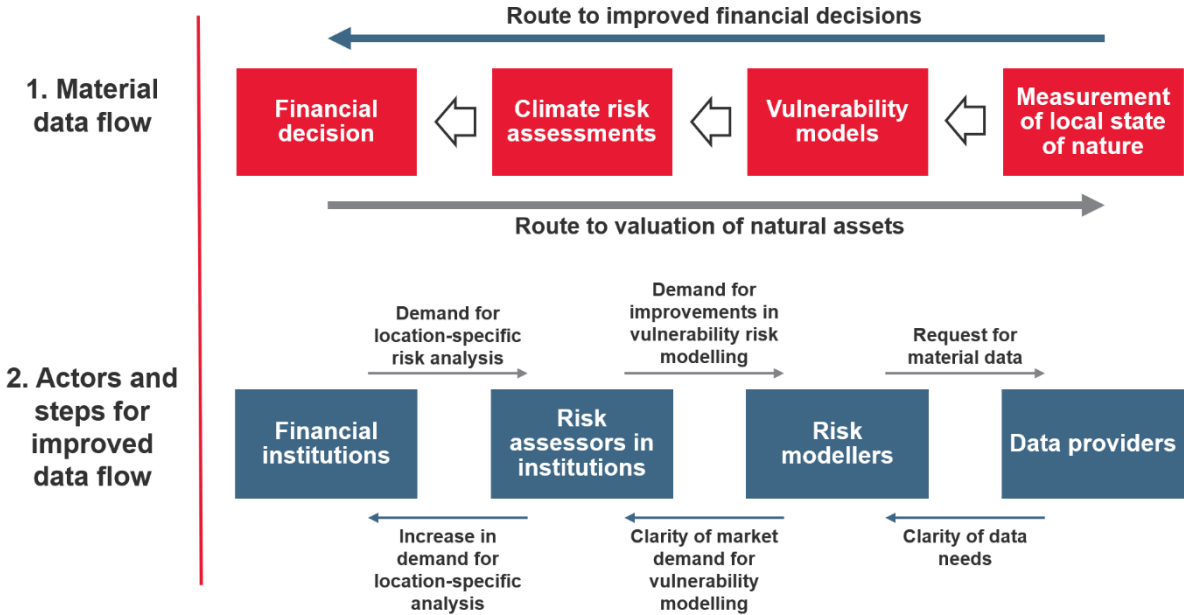 Route to improved financial decisions
1. Material
data flow
Financial
decision
Climate risk
assessments
Vulnerability
models
Measurement
of local state
of nature
Route to valuation of natural assets
2. Actors and
steps for
improved
data flow
Demand for
location-specific
risk analysis
Demand for
improvements in
vulnerability risk
modelling
Request for
material data
Financial
institutions
Risk
assessors in
institutions
Risk
modellers
Data providers
Increase in
demand for
location-specific
analysis
Clarity of market
demand for
vulnerability
modelling
Clarity of data
needs